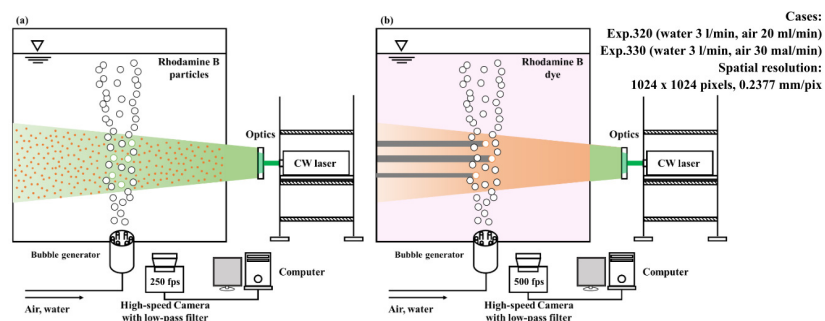 (a)
Rhodamine B
particles
Optics
CW laser
Bubble generator
250 fps
Computer
Air, water
High-speed Camera
with low-pass filter
(b)
Rhodamine B
dye
Optics
CW laser
Bubble generator
500 fps
Computer
Air, water
High-speed Camera
with low-pass filter
Cases:
Exp.320 (water 3 l/min, air 20 ml/min)
Exp.330 (water 3 l/min, air 30 mal/min)
Spatial resolution:
1024 x 1024 pixels, 0.2377 mm/pix